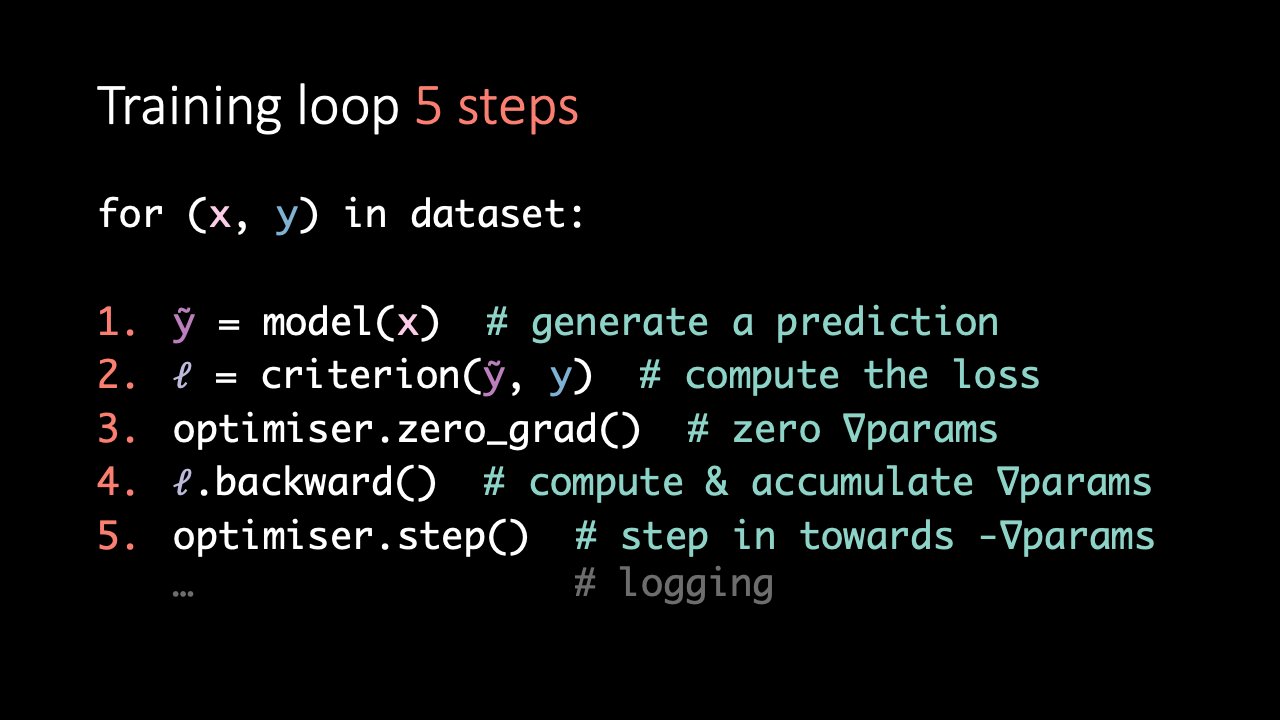 Training loop 5 steps
for (x, y) in dataset:
1. ỹ = model(x) # generate a prediction
2. ℓ = criterion(ỹ, y) # compute the loss
3. optimiser.zero_grad() # zero ∇params
4. ℓ.backward() # compute & accumulate ∇params
5. optimiser.step() # step in towards -∇params
… # logging